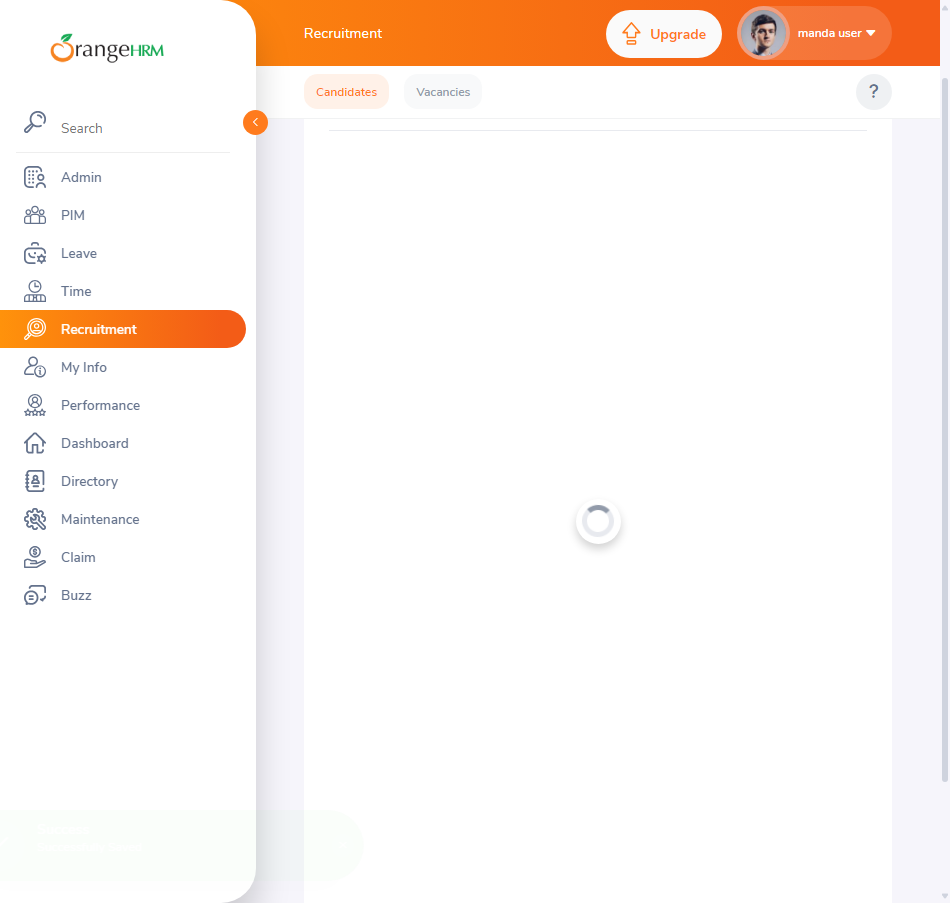 OrangeHRM
Recruitment
Upgrade
manda user
Candidates
Vacancies
?
Search
Admin
PIM
Leave
Time
Recruitment
My Info
Performance
Dashboard
Directory
Maintenance
Claim
Buzz